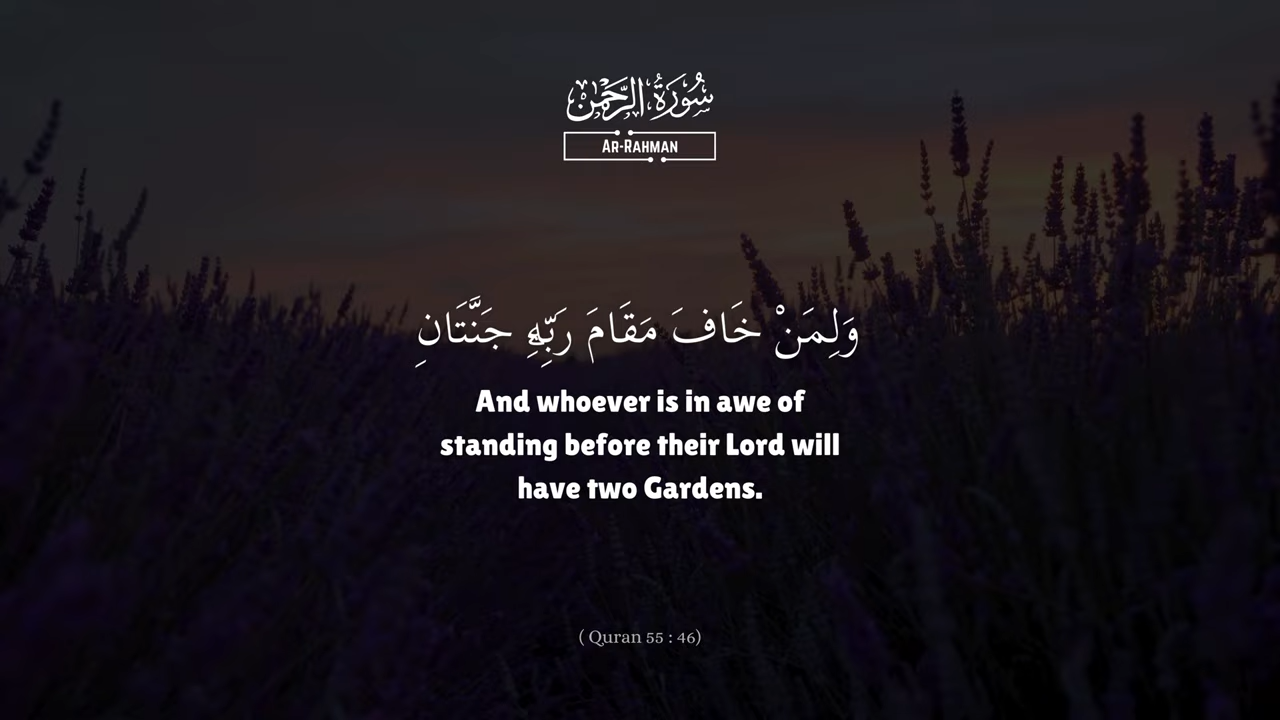 سُورَةُ الرَّحْمٰن
Ar-Rahman
وَلِمَنْ خَافَ مَقَامَ رَبِّهِۦ جَنَّتَانِ
And whoever is in awe of
standing before their Lord will
have two Gardens.
( Quran 55 : 46)